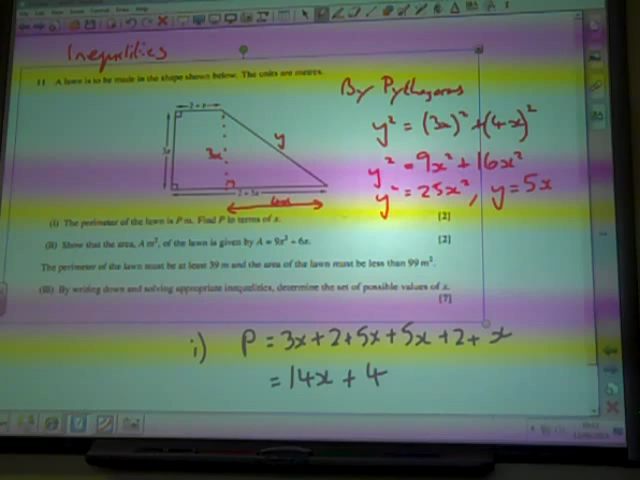 Inequalities
11 A lawn is to be made in the shape shown below. The units are metres.
By Pythagoras
2 + x
y
3x
3x
4x
2 + 5x
y² = (3x)² + (4x)²
y² = 9x² + 16x²
y² = 25x², y = 5x
(i) The perimeter of the lawn is P m. Find P in terms of x. [2]
(ii) Show that the area, A m², of the lawn is given by A = 9x² + 6x. [2]
The perimeter of the lawn must be at least 39 m and the area of the lawn must be less than 99 m².
(iii) By writing down and solving appropriate inequalities, determine the set of possible values of x. [7]
i) P = 3x + 2 + 5x + 5x + 2 + x
= 14x + 4